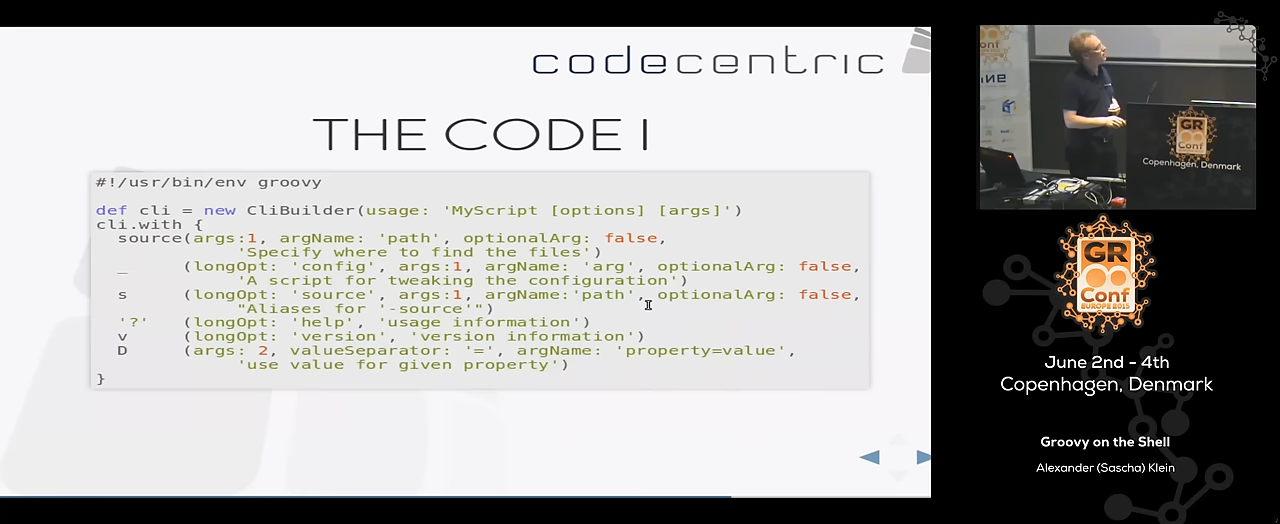 codecentric
THE CODE I
#!/usr/bin/env groovy
def cli = new CliBuilder(usage: 'MyScript [options] [args]')
cli.with {
source(args:1, argName: 'path', optionalArg: false,
'Specify where to find the files')
_ (longOpt: 'config', args:1, argName: 'arg', optionalArg: false,
'A script for tweaking the configuration')
s (longOpt: 'source', args:1, argName:'path', optionalArg: false,
"Aliases for '-source'")
'?' (longOpt: 'help', 'usage information')
v (longOpt: 'version', 'version information')
D (args: 2, valueSeparator: '=', argName: 'property=value',
'use value for given property')
}
GR
Conf
Copenhagen, Denmark
GR
Conf
EUROPE 2015
June 2nd - 4th
Copenhagen, Denmark
Groovy on the Shell
Alexander (Sascha) Klein